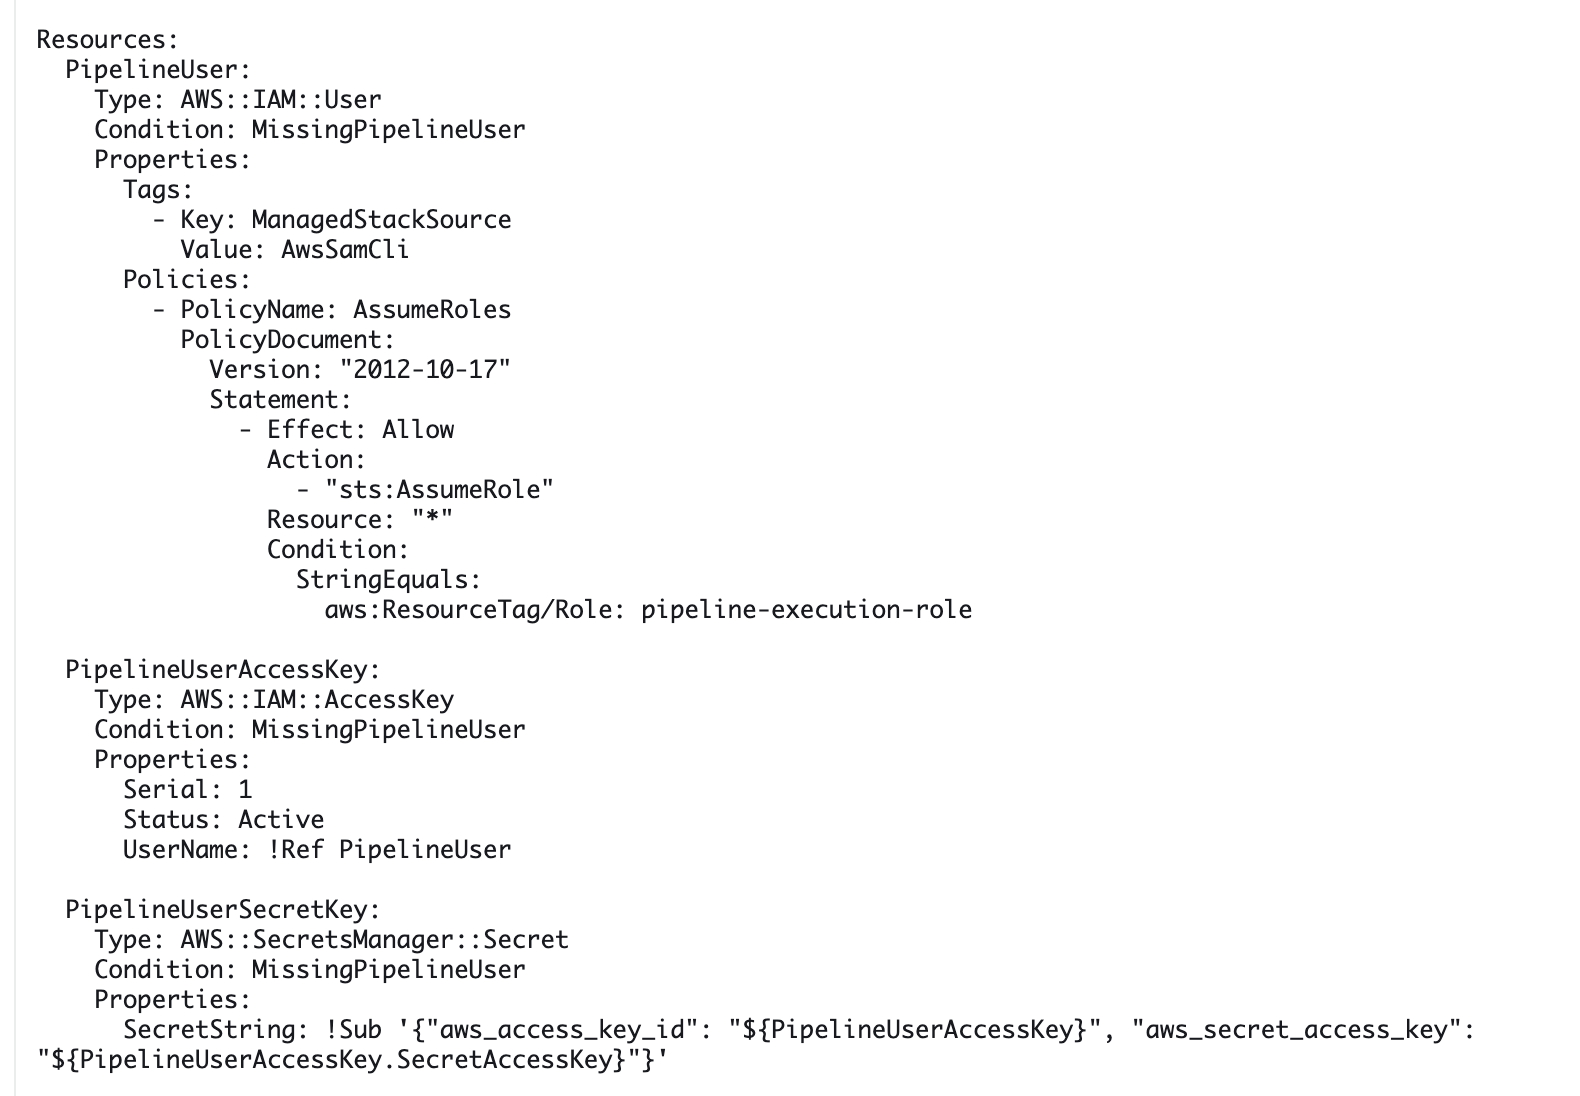 Resources:
  PipelineUser:
    Type: AWS::IAM::User
    Condition: MissingPipelineUser
    Properties:
      Tags:
        - Key: ManagedStackSource
          Value: AwsSamCli
      Policies:
        - PolicyName: AssumeRoles
          PolicyDocument:
            Version: "2012-10-17"
            Statement:
              - Effect: Allow
                Action:
                  - "sts:AssumeRole"
                Resource: "*"
                Condition:
                  StringEquals:
                    aws:ResourceTag/Role: pipeline-execution-role

  PipelineUserAccessKey:
    Type: AWS::IAM::AccessKey
    Condition: MissingPipelineUser
    Properties:
      Serial: 1
      Status: Active
      UserName: !Ref PipelineUser

  PipelineUserSecretKey:
    Type: AWS::SecretsManager::Secret
    Condition: MissingPipelineUser
    Properties:
      SecretString: !Sub '{"aws_access_key_id": "${PipelineUserAccessKey}", "aws_secret_access_key":
"${PipelineUserAccessKey.SecretAccessKey}"}'